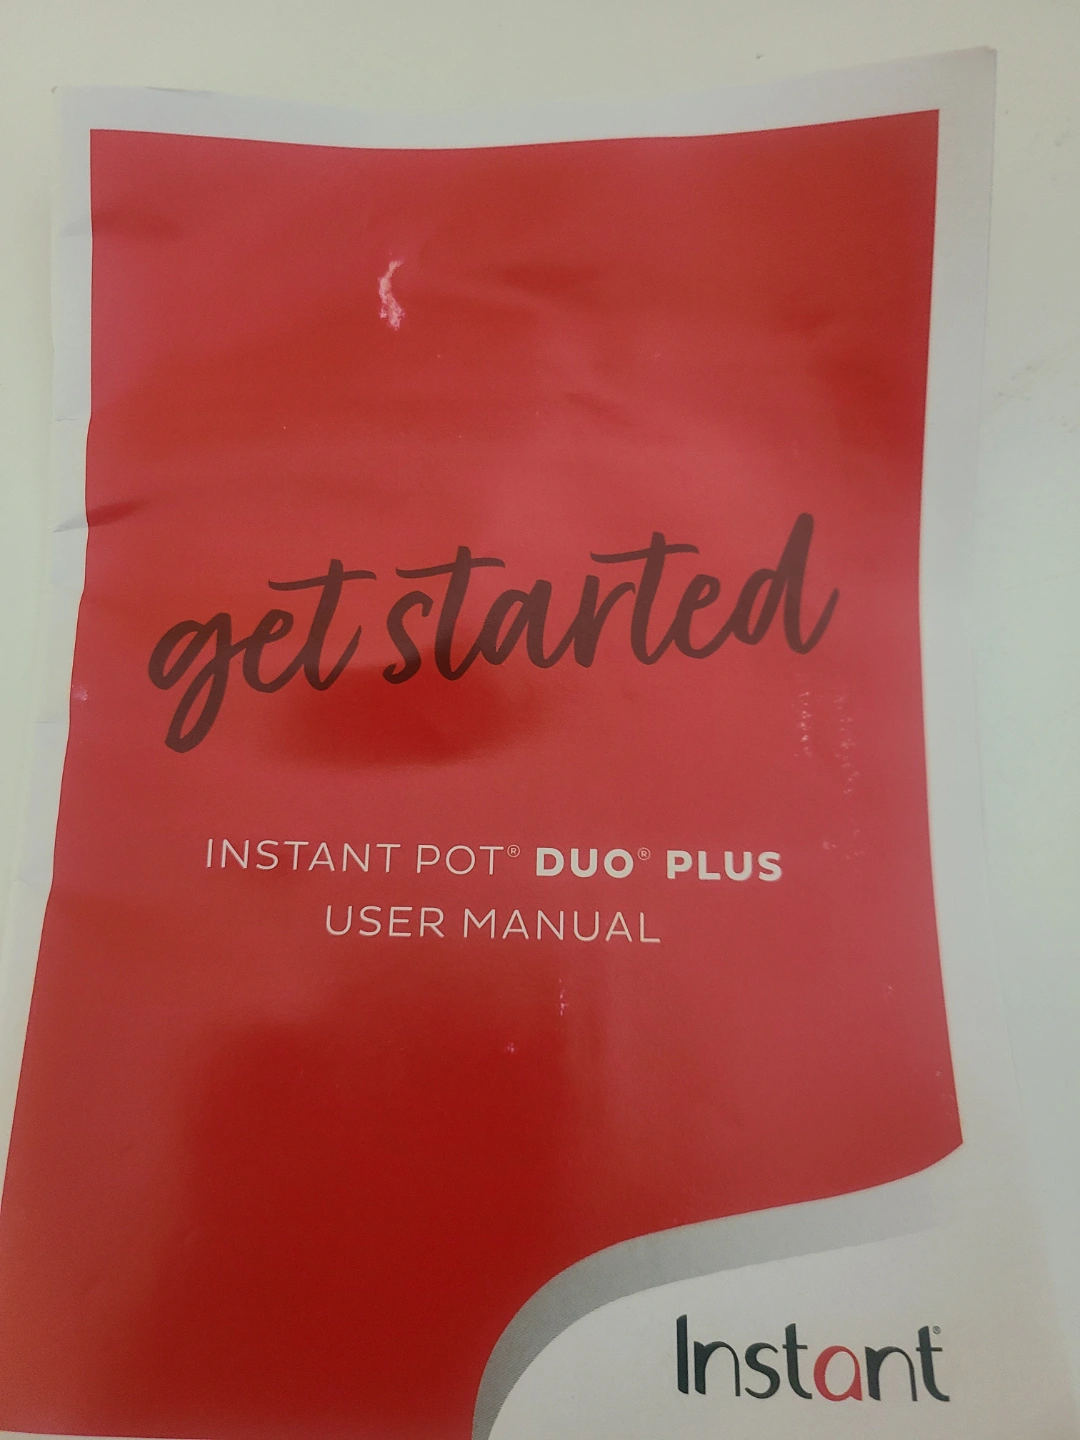 get started
INSTANT POT® DUO® PLUS
USER MANUAL
Instant®